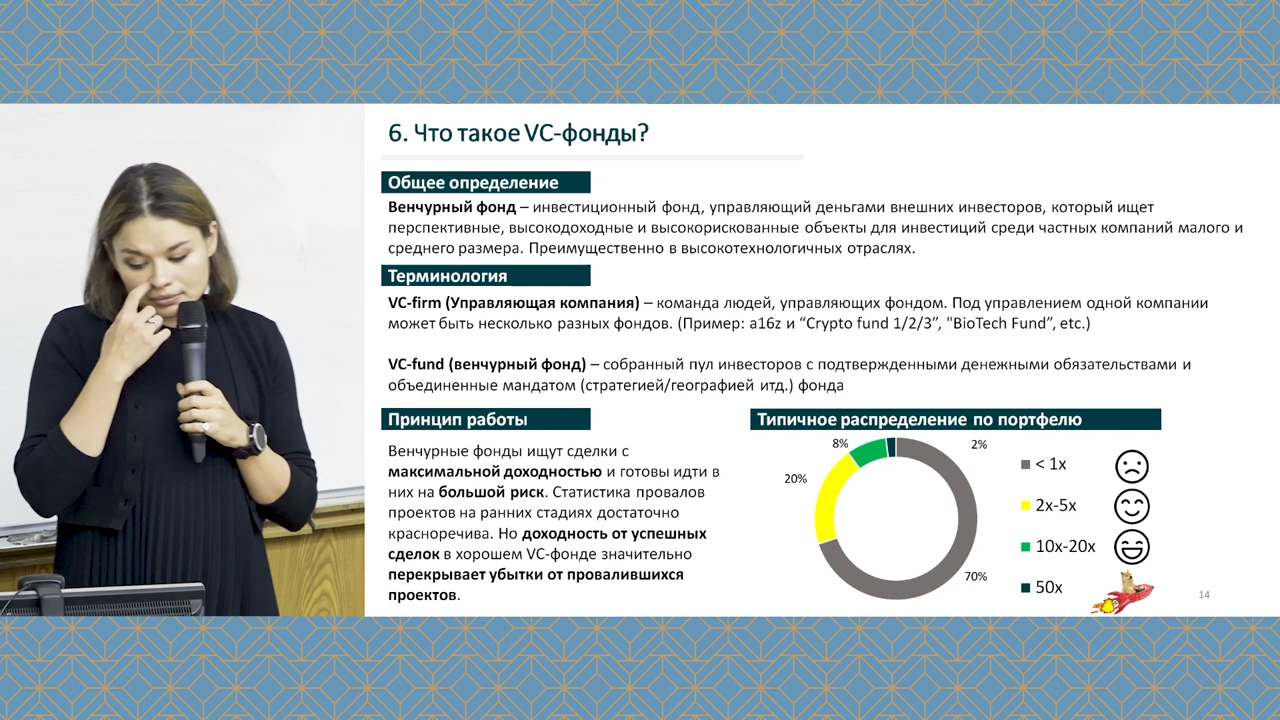 6. Что такое VC-фонды?
Общее определение
Венчурный фонд – инвестиционный фонд, управляющий деньгами внешних инвесторов, который ищет
перспективные, высокодоходные и высокорискованные объекты для инвестиций среди частных компаний малого и
среднего размера. Преимущественно в высокотехнологичных отраслях.
Терминология
VC-firm (Управляющая компания) – команда людей, управляющих фондом. Под управлением одной компании
может быть несколько разных фондов. (Пример: a16z и “Crypto fund 1/2/3”, "BioTech Fund”, etc.)
VC-fund (венчурный фонд) – собранный пул инвесторов с подтвержденными денежными обязательствами и
объединенные мандатом (стратегией/географией итд.) фонда
Принцип работы
Венчурные фонды ищут сделки с
максимальной доходностью и готовы идти в
них на большой риск. Статистика провалов
проектов на ранних стадиях достаточно
красноречива. Но доходность от успешных
сделок в хорошем VC-фонде значительно
перекрывает убытки от провалившихся
проектов.
Типичное распределение по портфелю
8%
2%
20%
70%
< 1x
2x-5x
10x-20x
50x
14